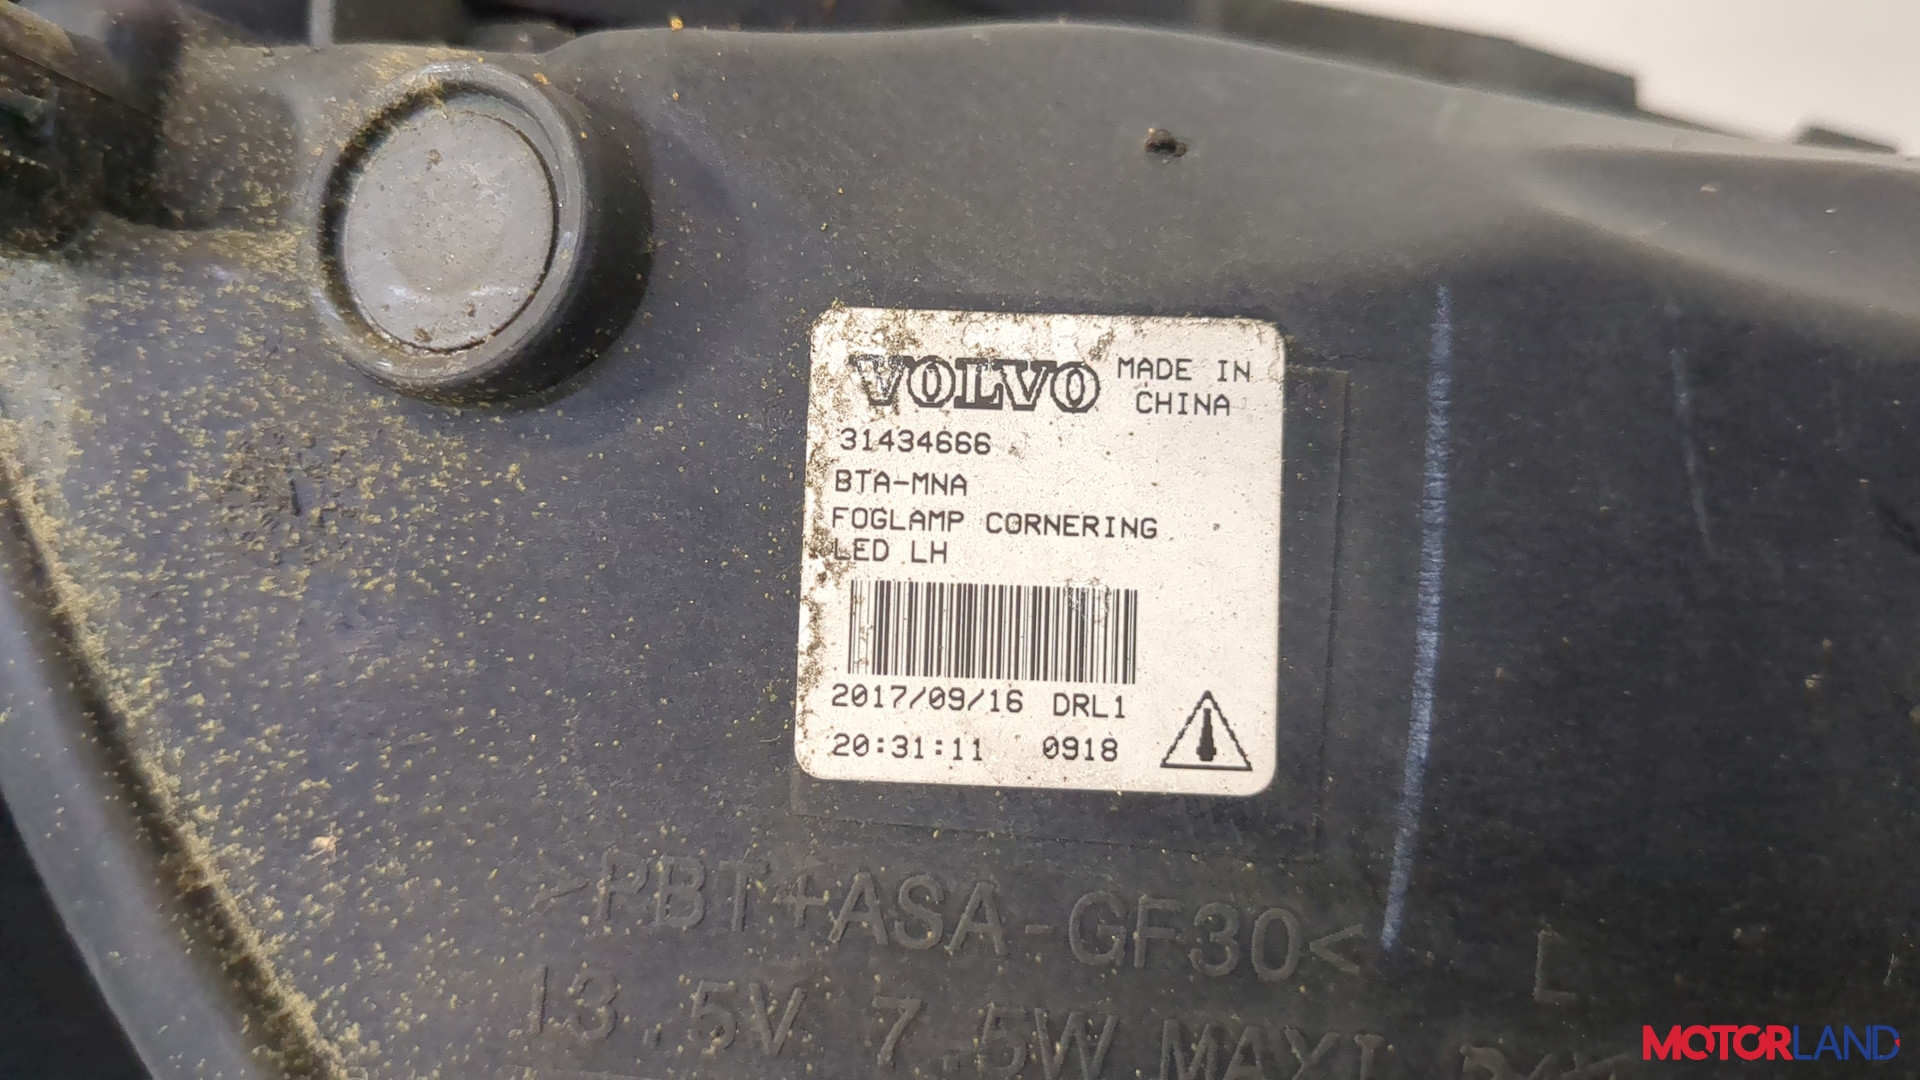 VOLVO MADE IN
CHINA
31434666
BTA-MNA
FOGLAMP CORNERING
LED LH
2017/09/16 DRL1
20:31:11 0918
>PBT+ASA-GF30<
L
13.5V 7.5W MAX
MOTORLAND